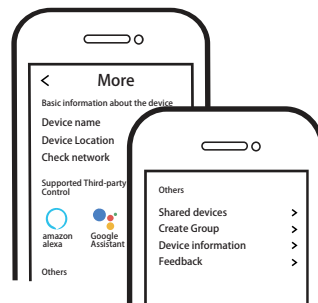 <
More
Basic information about the device
Device name
Device Location
Check network
Supported Third-party
Control
amazon
alexa
Google
Assistant
Others
Others
Shared devices >
Create Group >
Device information >
Feedback >